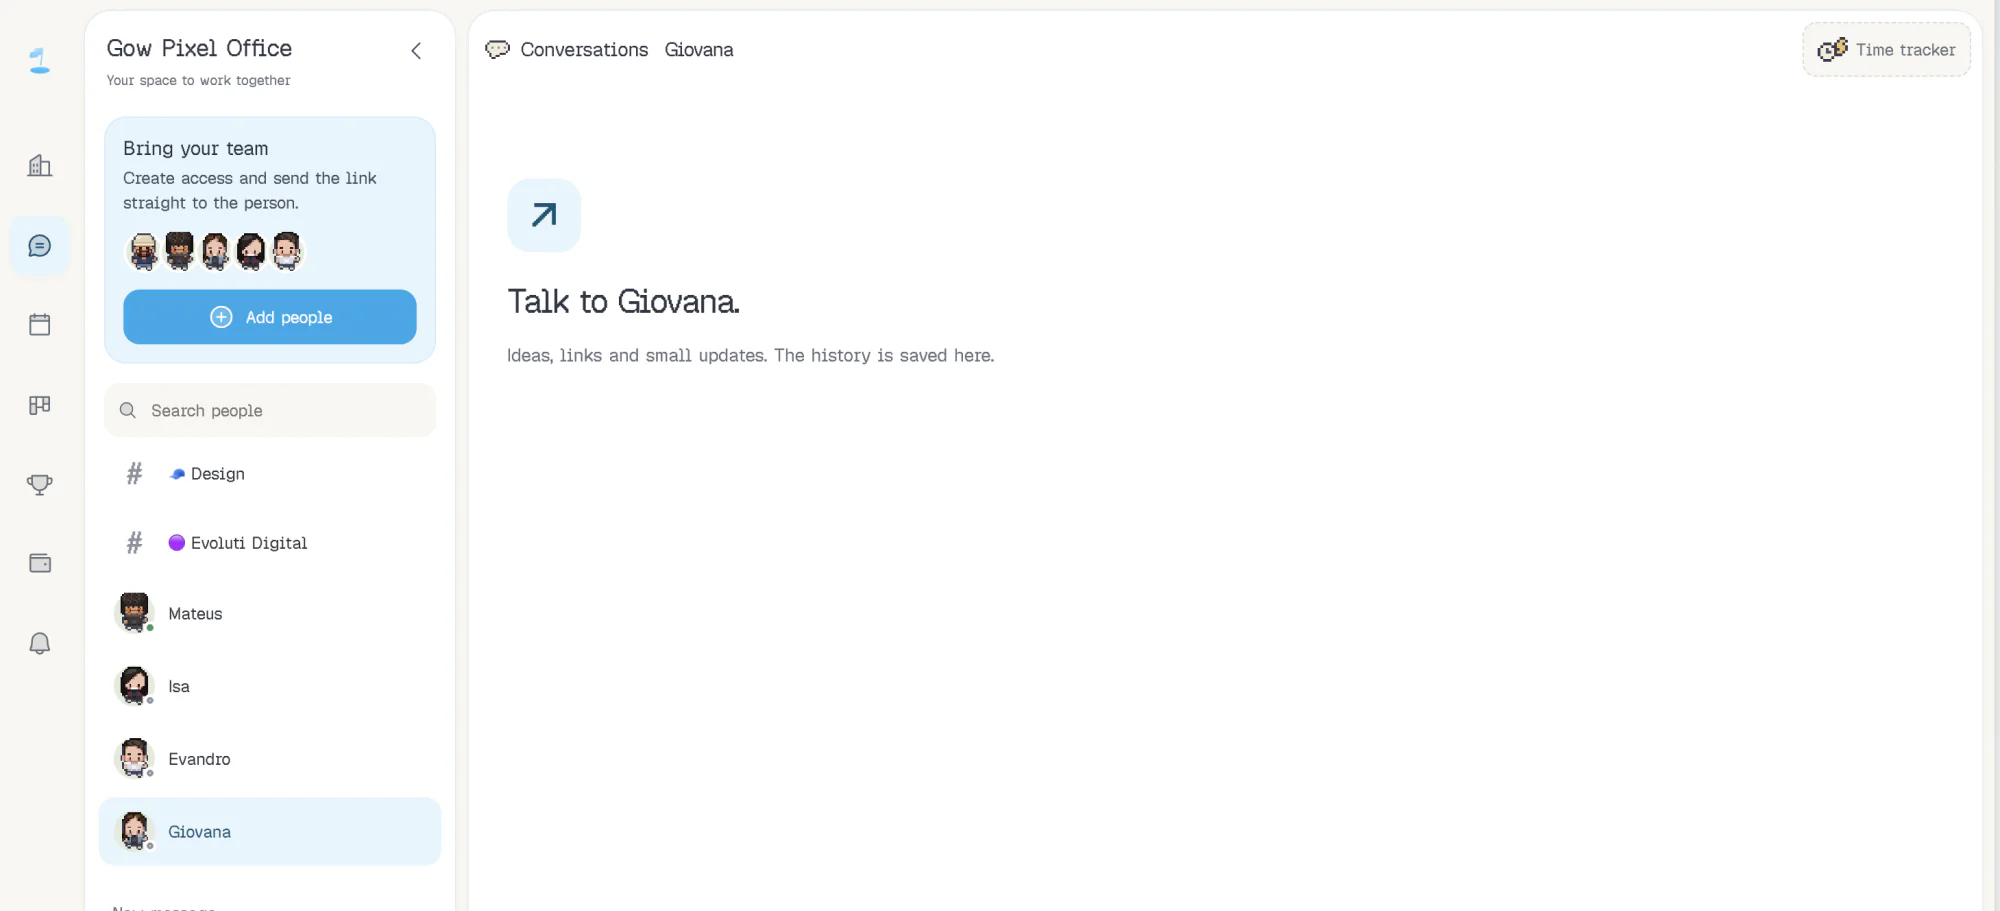 Gow Pixel Office
Your space to work together
Bring your team
Create access and send the link
straight to the person.
Add people
Search people
# Design
# Evoluti Digital
Mateus
Isa
Evandro
Giovana
New message
Conversations Giovana
Time tracker
Talk to Giovana.
Ideas, links and small updates. The history is saved here.